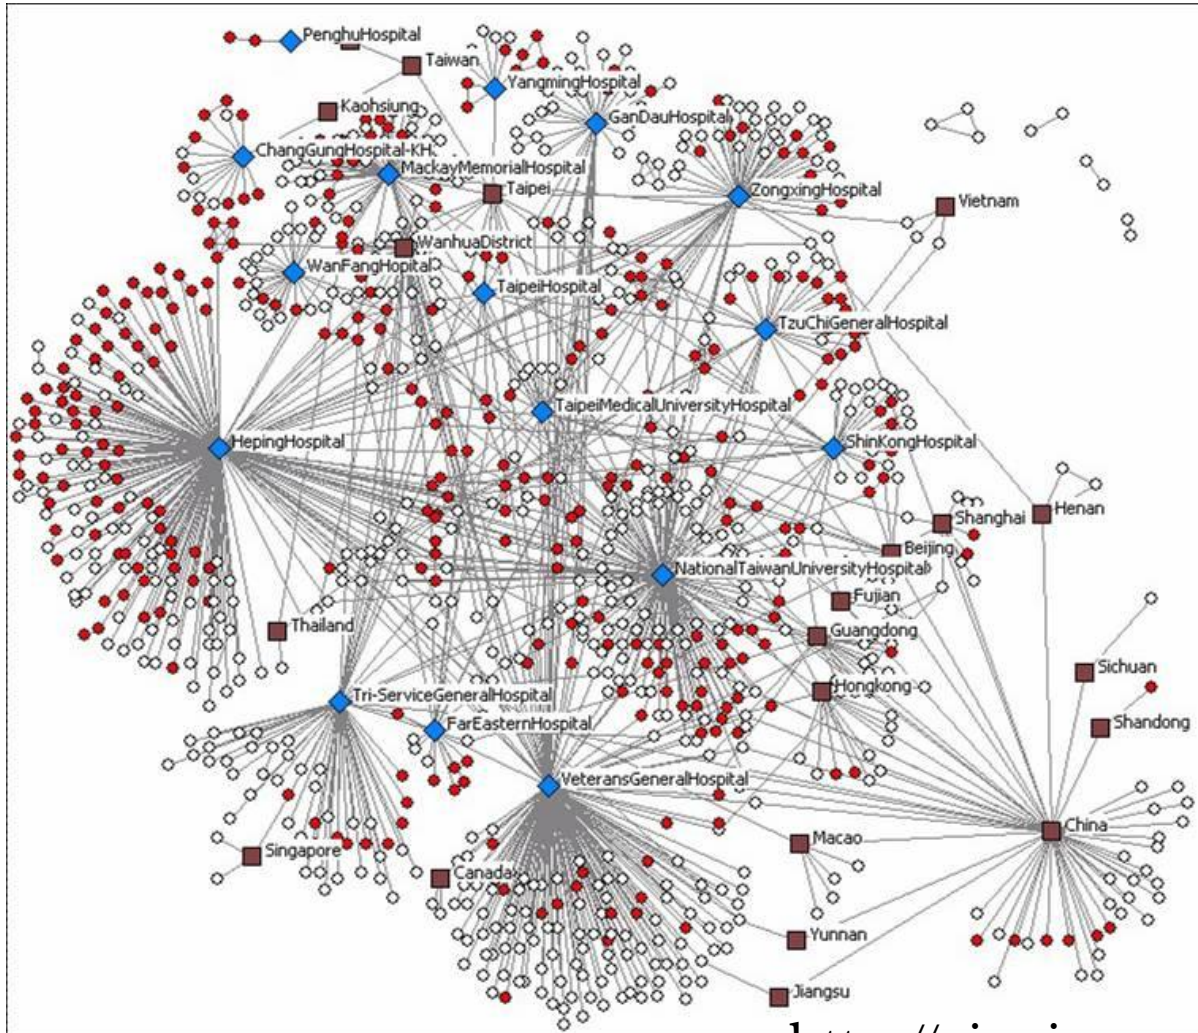 PenghuHospital
Taiwan
YangmingHospital
Kaohsiung
GanDauHospital
ChangGungHospital-KH
MackayMemorialHospital
Taipei
ZongxingHospital
Vietnam
WanhuaDistrict
WanFangHopital
TaipeiHospital
TzuChiGeneralHospital
TaipeiMedicalUniversityHospital
HepingHospital
ShinKongHospital
Shanghai
Henan
Beijing
NationalTaiwanUniversityHospital
Fujian
Thailand
Guangdong
Sichuan
Hongkong
Tri-ServiceGeneralHospital
Shandong
FarEasternHospital
VeteransGeneralHospital
China
Macao
Singapore
Canada
Yunnan
Jiangsu